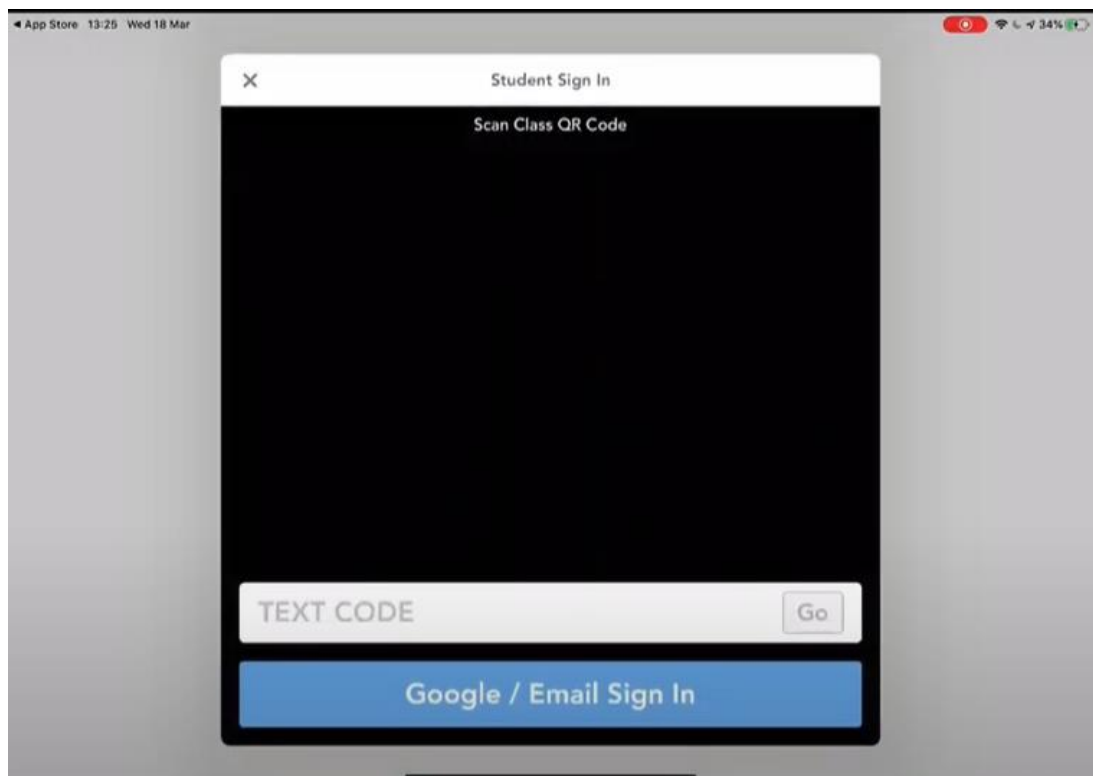 App Store 13:25 Wed 18 Mar 34%
Student Sign In
Scan Class QR Code
TEXT CODE Go
Google / Email Sign In